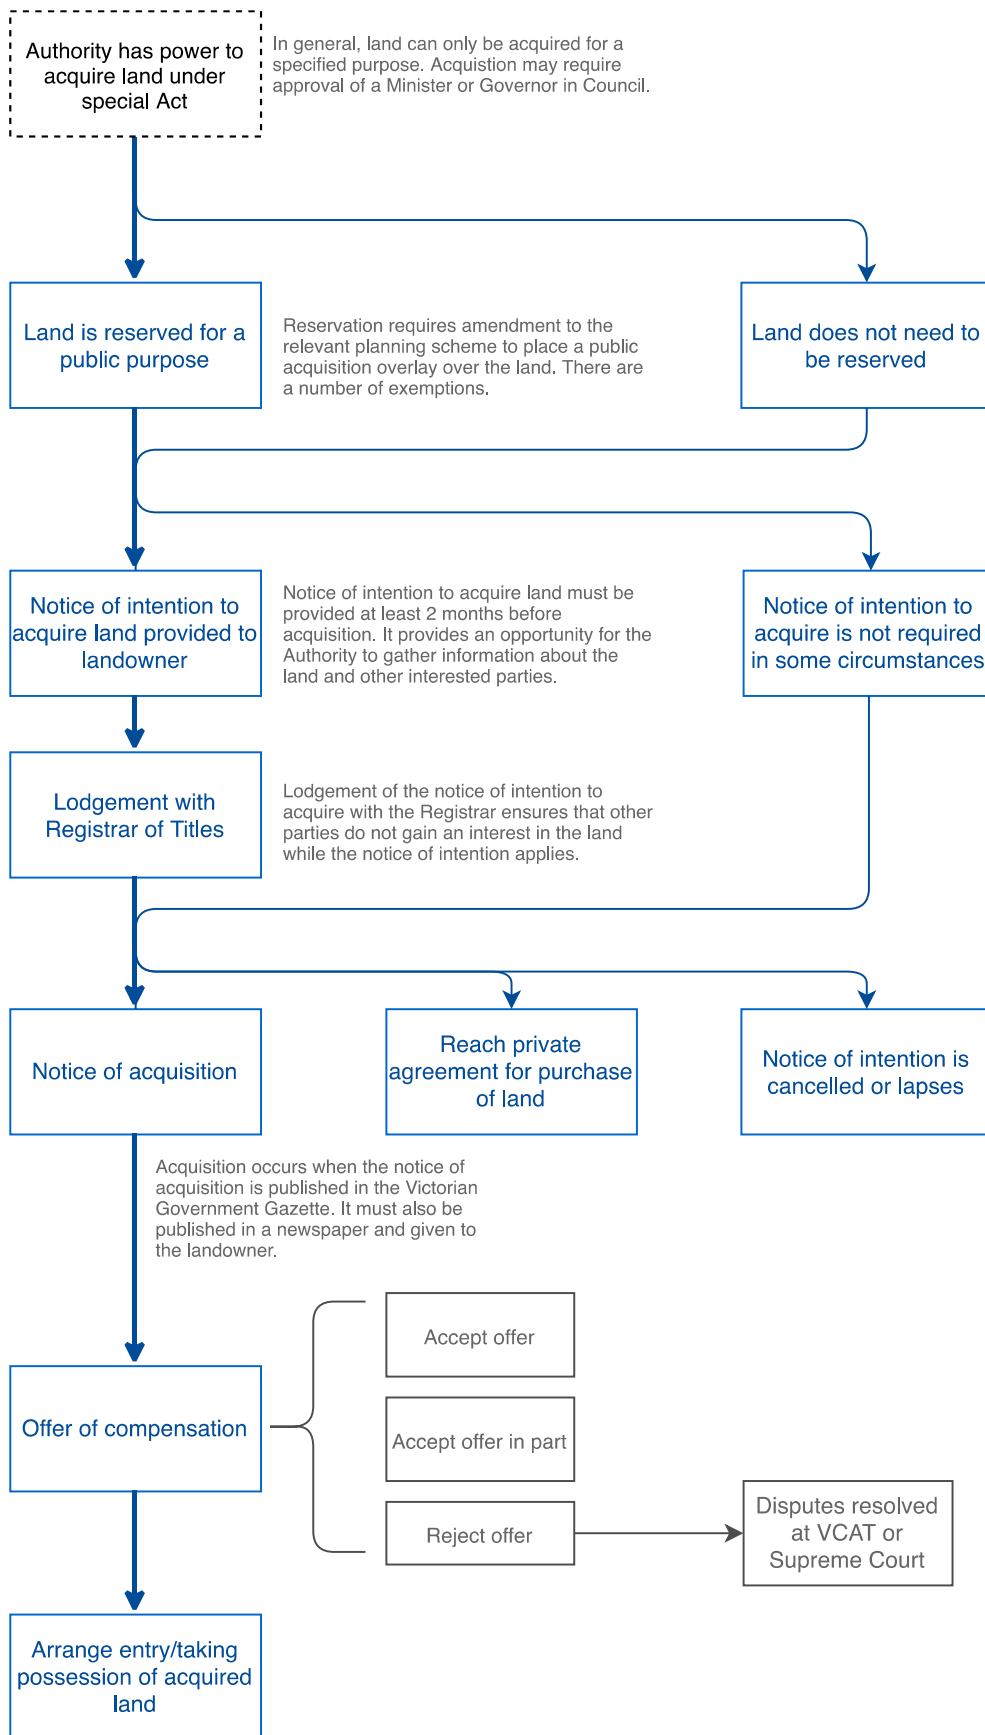 Authority has power to
acquire land under
special Act
In general, land can only be acquired for a
specified purpose. Acquistion may require
approval of a Minister or Governor in Council.
Land is reserved for a
public purpose
Reservation requires amendment to the
relevant planning scheme to place a public
acquisition overlay over the land. There are
a number of exemptions.
Land does not need to
be reserved
Notice of intention to
acquire land provided to
landowner
Notice of intention to acquire land must be
provided at least 2 months before
acquisition. It provides an opportunity for the
Authority to gather information about the
land and other interested parties.
Notice of intention to
acquire is not required
in some circumstances
Lodgement with
Registrar of Titles
Lodgement of the notice of intention to
acquire with the Registrar ensures that other
parties do not gain an interest in the land
while the notice of intention applies.
Notice of acquisition
Reach private
agreement for purchase
of land
Notice of intention is
cancelled or lapses
Acquisition occurs when the notice of
acquisition is published in the Victorian
Government Gazette. It must also be
published in a newspaper and given to
the landowner.
Offer of compensation
Accept offer
Accept offer in part
Reject offer
Disputes resolved
at VCAT or
Supreme Court
Arrange entry/taking
possession of acquired
land